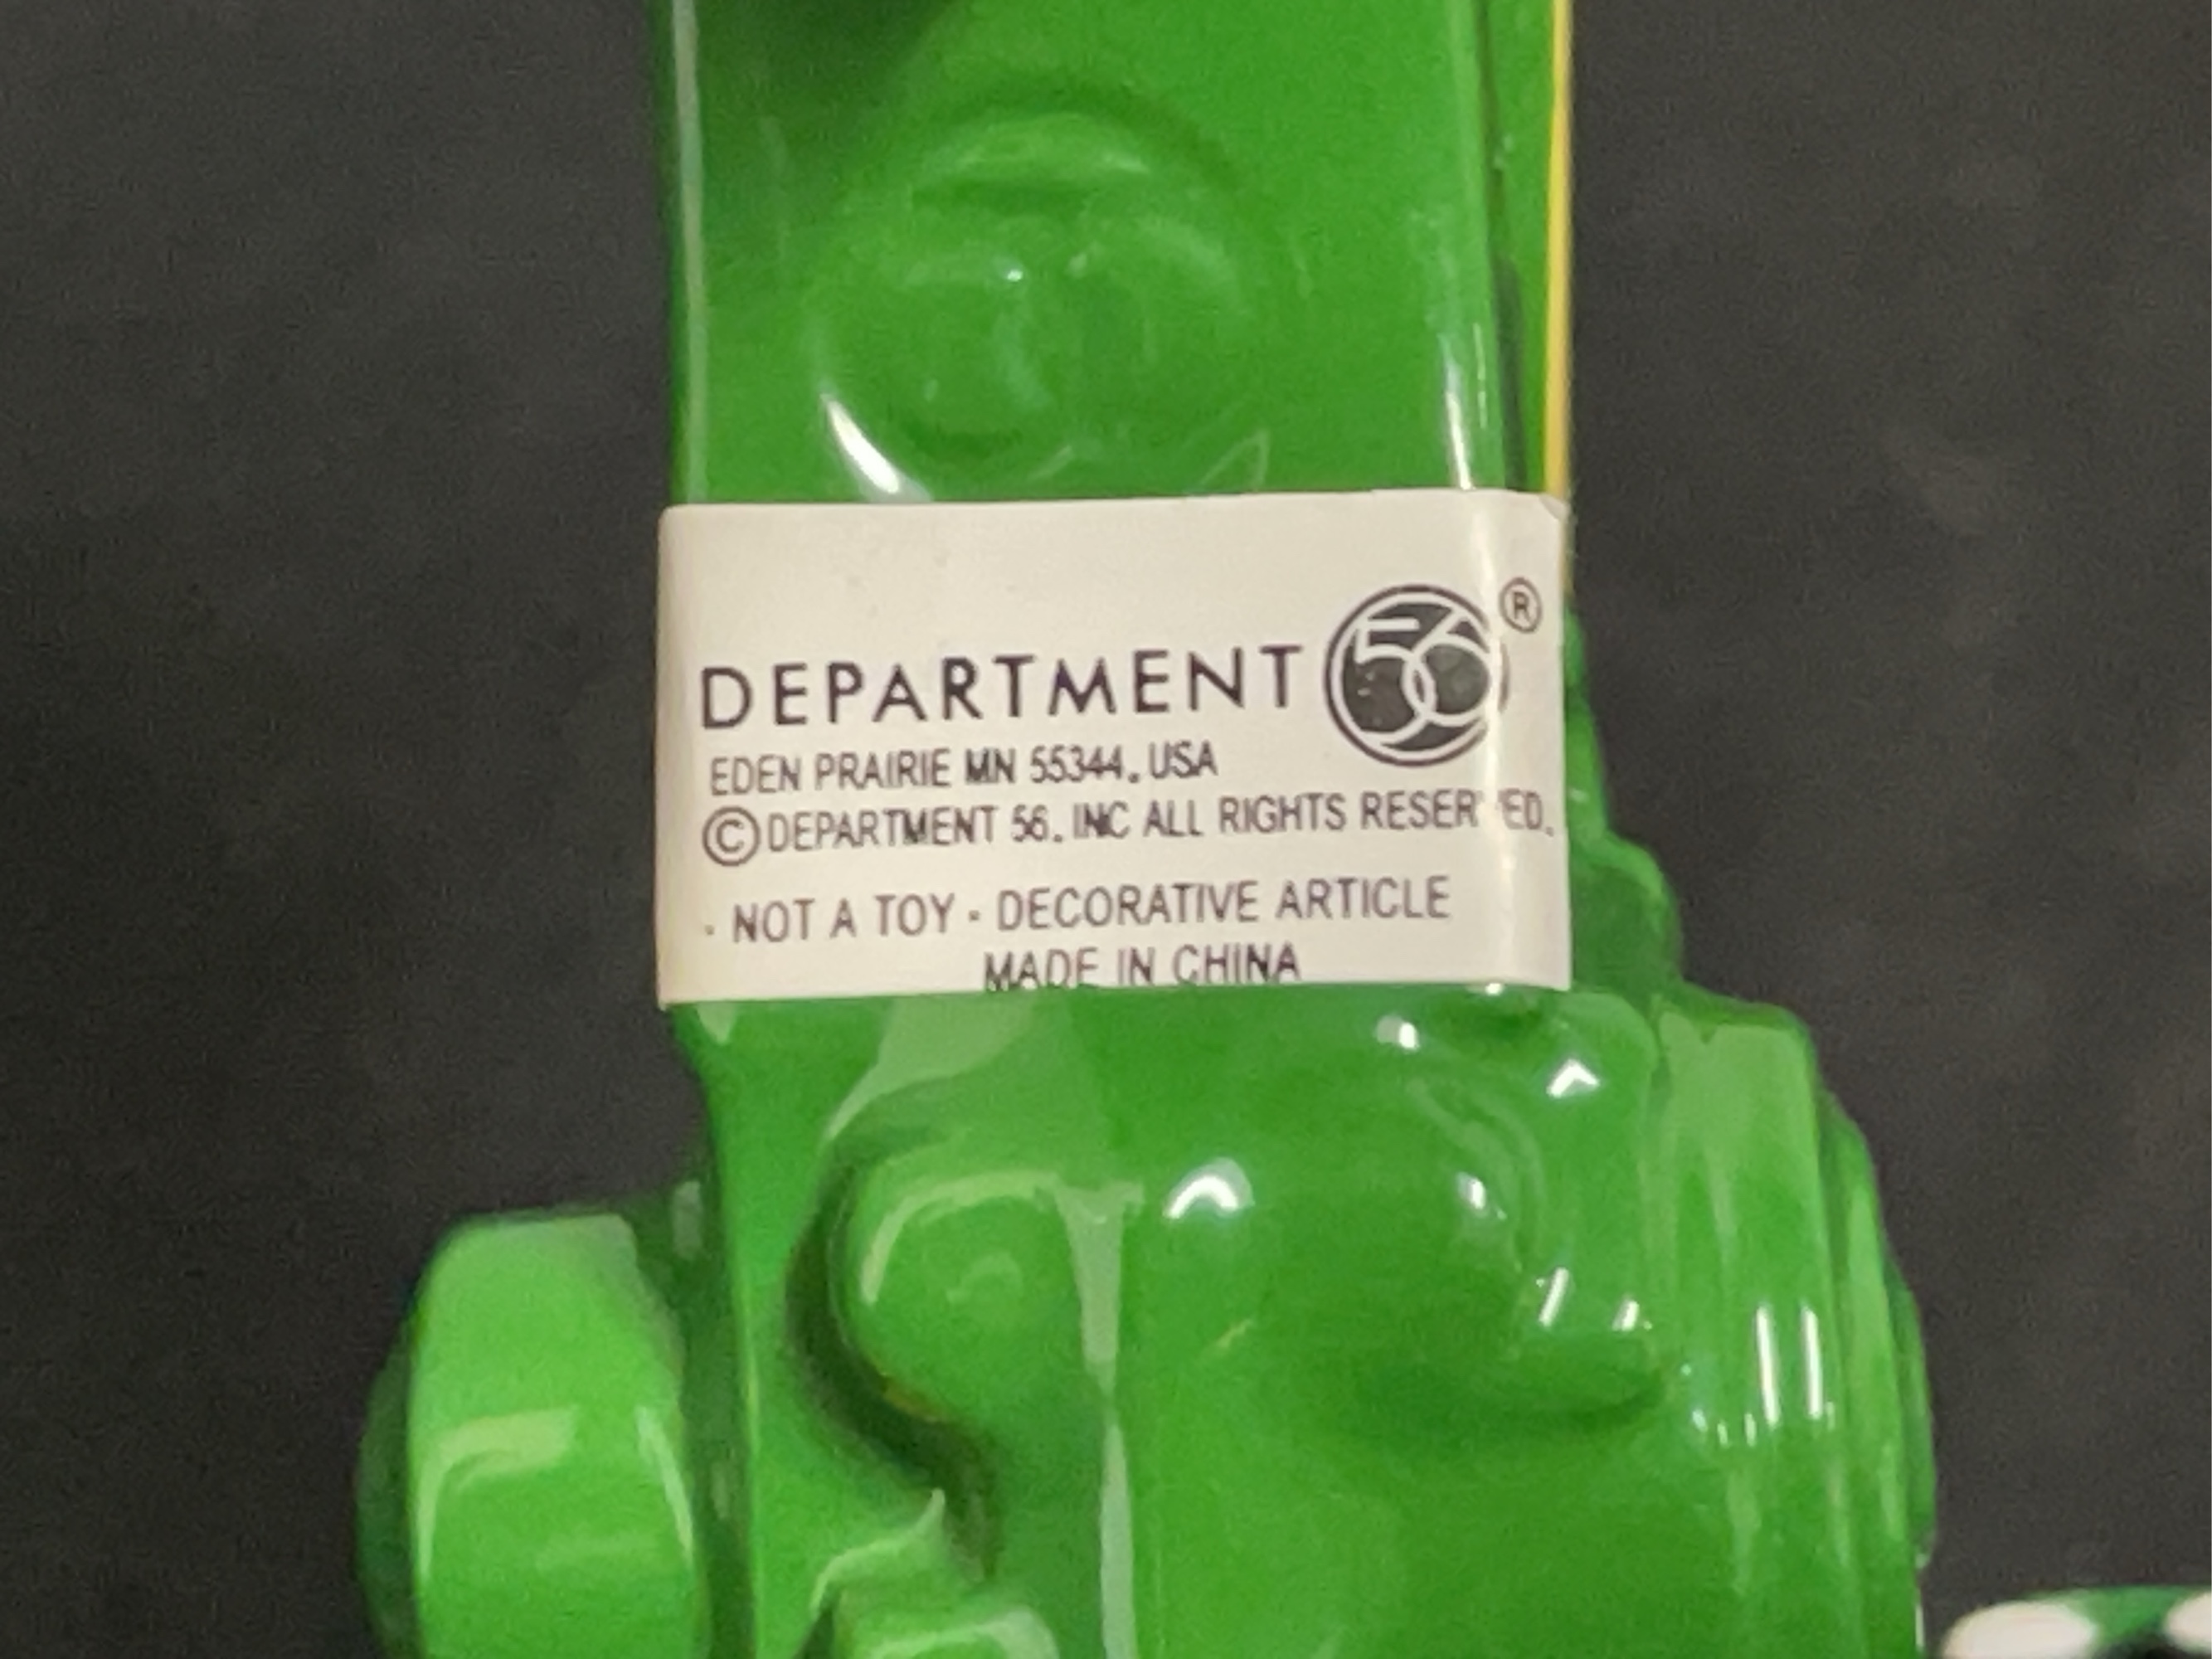 DEPARTMENT 56®
EDEN PRAIRIE MN 55344. USA
©DEPARTMENT 56. INC ALL RIGHTS RESERVED.
· NOT A TOY · DECORATIVE ARTICLE
MADE IN CHINA